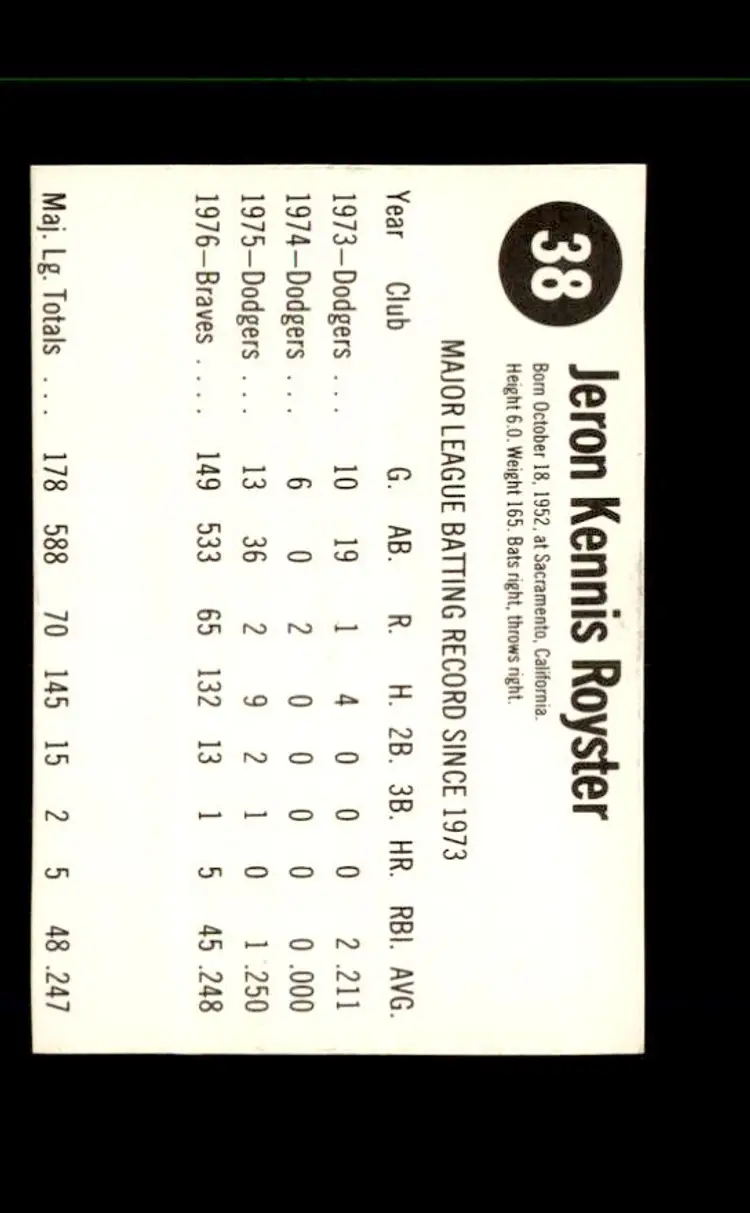 38
Jeron Kennis Royster
Born October 18, 1952, at Sacramento, California.
Height 6.0. Weight 165. Bats right, throws right.
MAJOR LEAGUE BATTING RECORD SINCE 1973
Year Club G. AB. R. H. 2B. 3B. HR. RBI. AVG.
1973–Dodgers . . . 10 19 1 4 0 0 0 2 .211
1974–Dodgers . . . 6 0 2 0 0 0 0 0 .000
1975–Dodgers . . . 13 36 2 9 2 1 0 1 .250
1976–Braves . . . . 149 533 65 132 13 1 5 45 .248
Maj. Lg. Totals . . . 178 588 70 145 15 2 5 48 .247